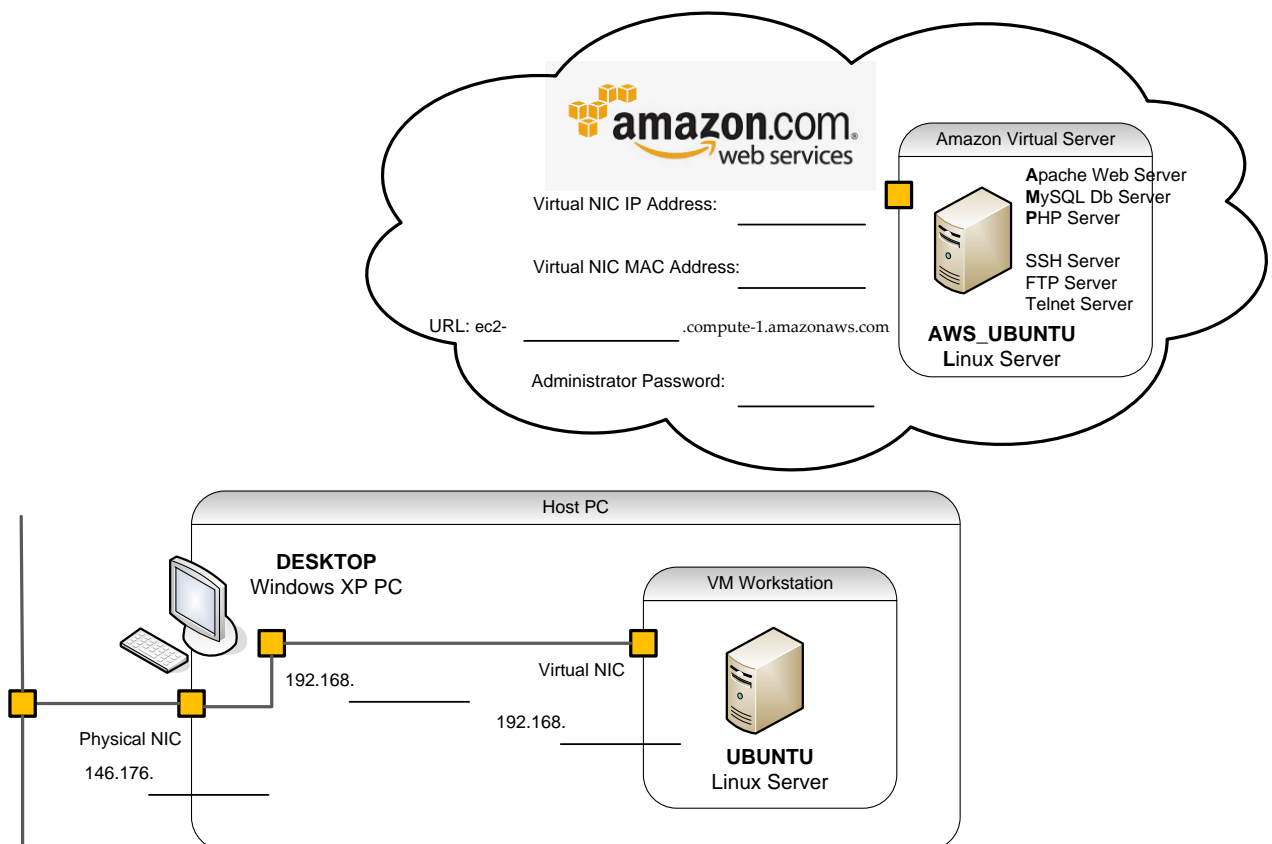 amazon.com.
web services
Amazon Virtual Server
Apache Web Server
MySQL Db Server
PHP Server
SSH Server
FTP Server
Telnet Server
AWS_UBUNTU
Linux Server
Virtual NIC IP Address:
Virtual NIC MAC Address:
URL: ec2- .compute-1.amazonaws.com
Administrator Password:
Host PC
DESKTOP
Windows XP PC
VM Workstation
Virtual NIC
192.168.
192.168.
UBUNTU
Linux Server
Physical NIC
146.176.